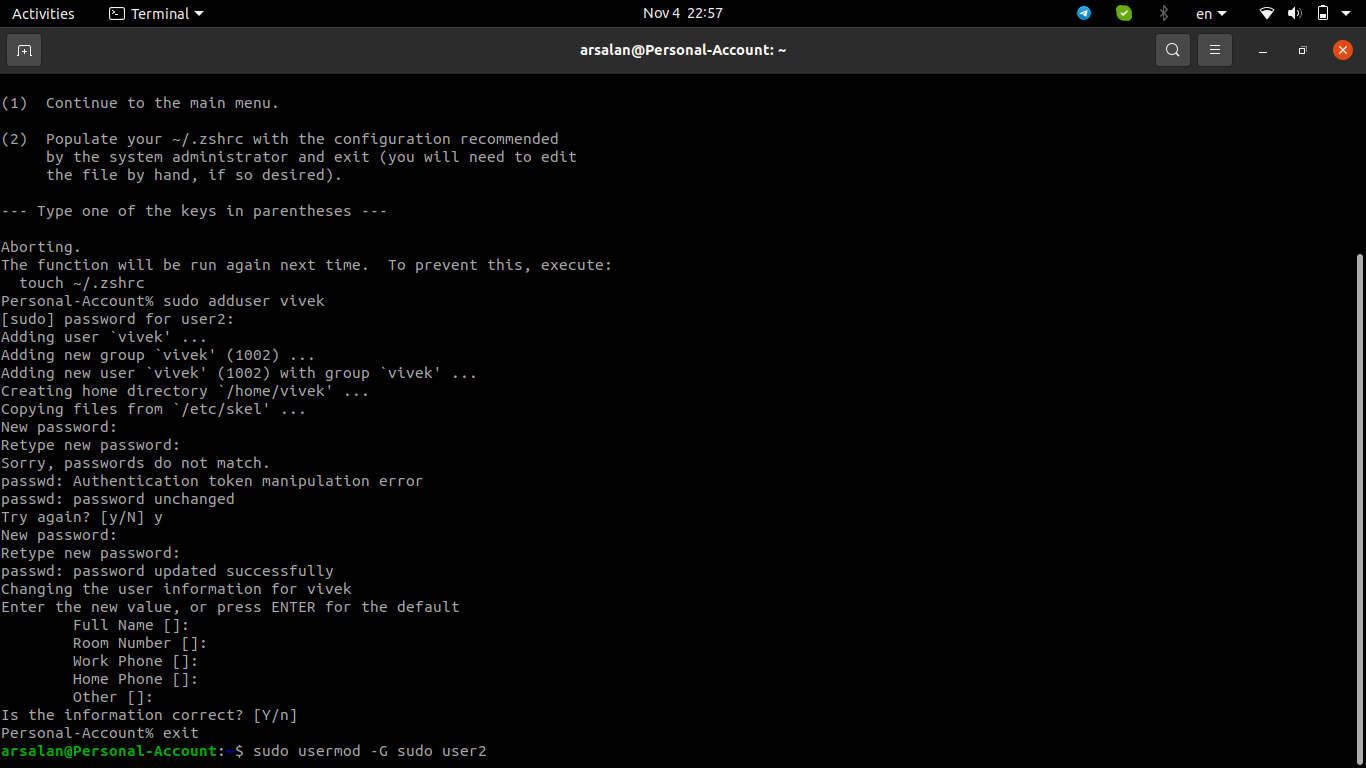 Activities Terminal Nov 4 22:57 en
arsalan@Personal-Account: ~
(1)  Continue to the main menu.
(2)  Populate your ~/.zshrc with the configuration recommended
     by the system administrator and exit (you will need to edit
     the file by hand, if so desired).
--- Type one of the keys in parentheses ---
Aborting.
The function will be run again next time.  To prevent this, execute:
  touch ~/.zshrc
Personal-Account% sudo adduser vivek
[sudo] password for user2:
Adding user `vivek' ...
Adding new group `vivek' (1002) ...
Adding new user `vivek' (1002) with group `vivek' ...
Creating home directory `/home/vivek' ...
Copying files from `/etc/skel' ...
New password:
Retype new password:
Sorry, passwords do not match.
passwd: Authentication token manipulation error
passwd: password unchanged
Try again? [y/N] y
New password:
Retype new password:
passwd: password updated successfully
Changing the user information for vivek
Enter the new value, or press ENTER for the default
        Full Name []:
        Room Number []:
        Work Phone []:
        Home Phone []:
        Other []:
Is the information correct? [Y/n]
Personal-Account% exit
arsalan@Personal-Account:~$ sudo usermod -G sudo user2